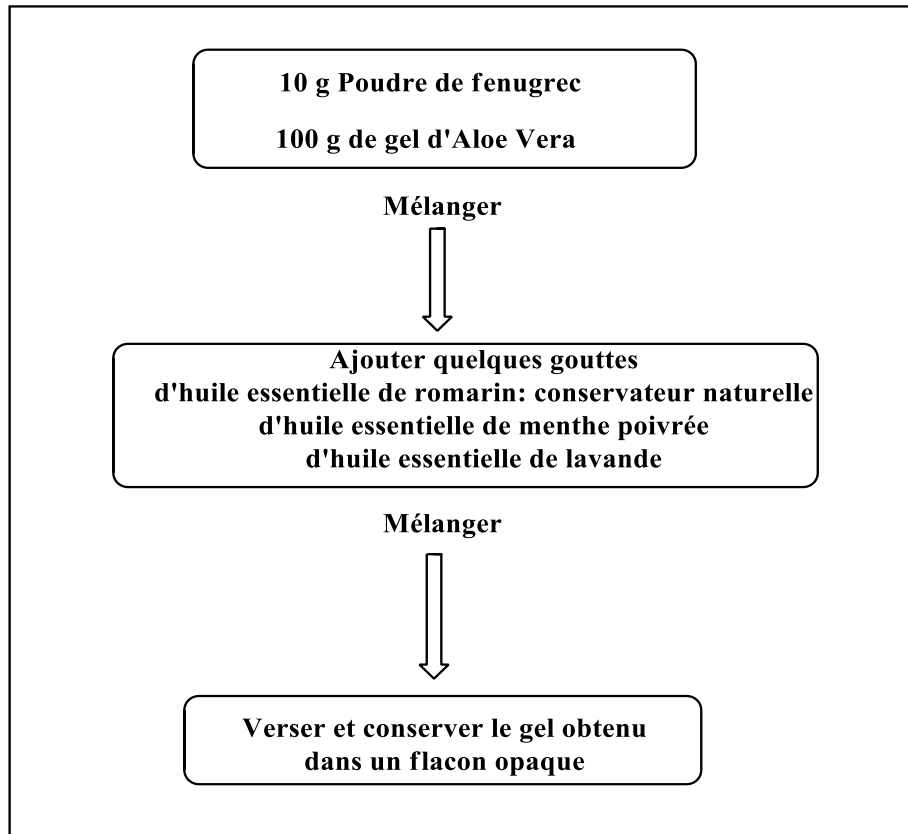 10 g Poudre de fenugrec
100 g de gel d'Aloe Vera
Mélanger
Ajouter quelques gouttes
d'huile essentielle de romarin: conservateur naturelle
d'huile essentielle de menthe poivrée
d'huile essentielle de lavande
Mélanger
Verser et conserver le gel obtenu
dans un flacon opaque